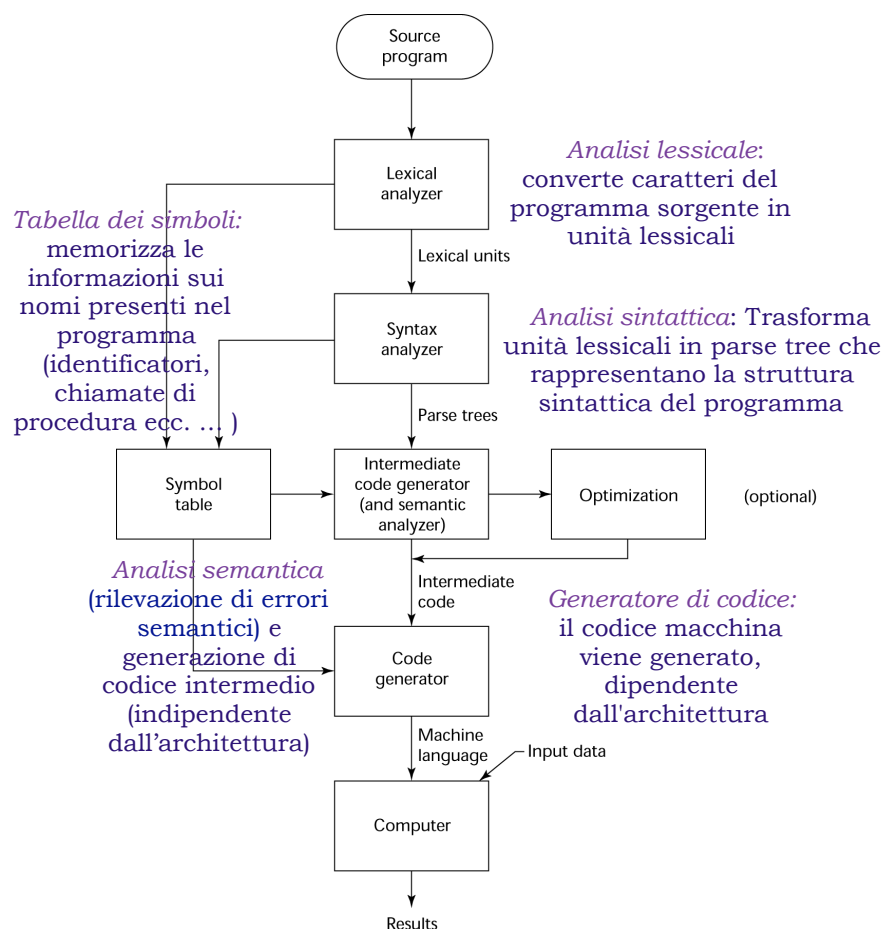 Source
program
Lexical
analyzer
Analisi lessicale:
converte caratteri del
programma sorgente in
unità lessicali
Tabella dei simboli:
memorizza le
informazioni sui
nomi presenti nel
programma
(identificatori,
chiamate di
procedura ecc. ... )
Lexical units
Syntax
analyzer
Analisi sintattica: Trasforma
unità lessicali in parse tree che
rappresentano la struttura
sintattica del programma
Parse trees
Symbol
table
Intermediate
code generator
(and semantic
analyzer)
Optimization
(optional)
Analisi semantica
(rilevazione di errori
semantici) e
generazione di
codice intermedio
(indipendente
dall’architettura)
Intermediate
code
Generatore di codice:
il codice macchina
viene generato,
dipendente
dall'architettura
Code
generator
Machine
language
Input data
Computer
Results